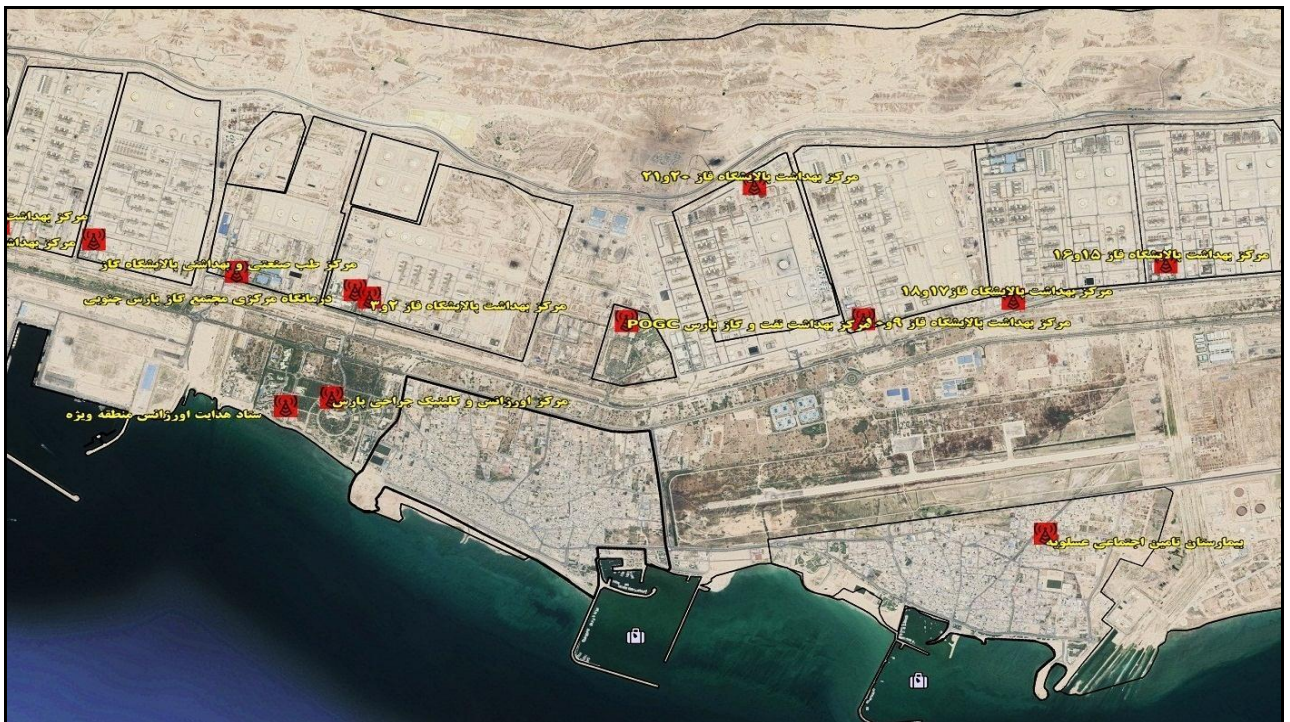 مرکز بهداشت پالایشگاه فاز ۲۰و۲۱
مرکز بهداشت
مرکز بهداشت
مرکز طب صنعتی و بهداشتی پالایشگاه گاز
مرکز بهداشت پالایشگاه فاز ۱۵و۱۶
درمانگاه مرکزی مجتمع گاز پارس جنوبی
مرکز بهداشت پالایشگاه فاز ۲و۳
مرکز بهداشت پالایشگاه فاز۱۷و۱۸
مرکز بهداشت نفت و گاز پارس POGC
مرکز بهداشت پالایشگاه فاز ۹و
مرکز اورژانس و کلینیک جراحی پارس
ستاد هدایت اورژانس منطقه ویژه
بیمارستان تامین اجتماعی عسلویه